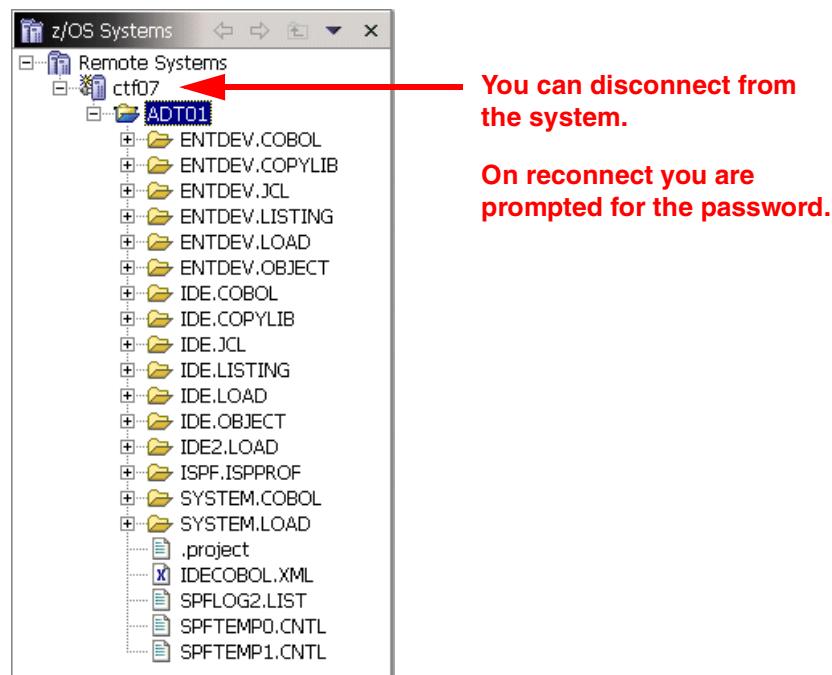 z/OS Systems
Remote Systems
ctf07
You can disconnect from
the system.
On reconnect you are
prompted for the password.
ADT01
ENTDEV.COBOL
ENTDEV.COPYLIB
ENTDEV.JCL
ENTDEV.LISTING
ENTDEV.LOAD
ENTDEV.OBJECT
IDE.COBOL
IDE.COPYLIB
IDE.JCL
IDE.LISTING
IDE.LOAD
IDE.OBJECT
IDE2.LOAD
ISPF.ISPPROF
SYSTEM.COBOL
SYSTEM.LOAD
.project
IDECOBOL.XML
SPFLOG2.LIST
SPFTEMP0.CNTL
SPFTEMP1.CNTL